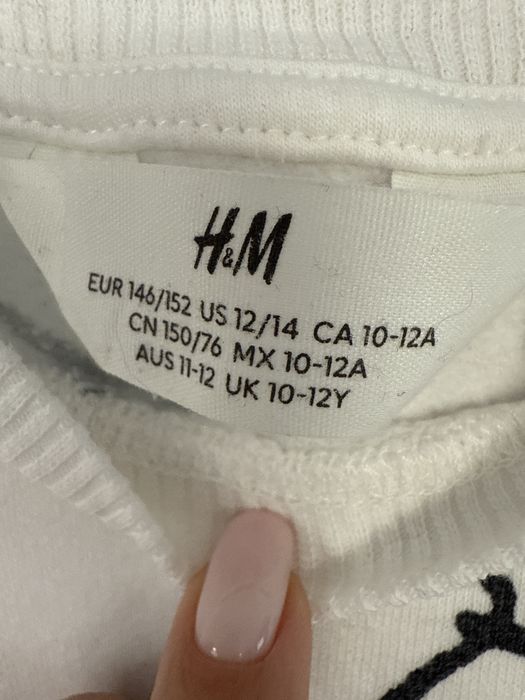 H&M
EUR 146/152 US 12/14 CA 10-12A
CN 150/76 MX 10-12A
AUS 11-12 UK 10-12Y